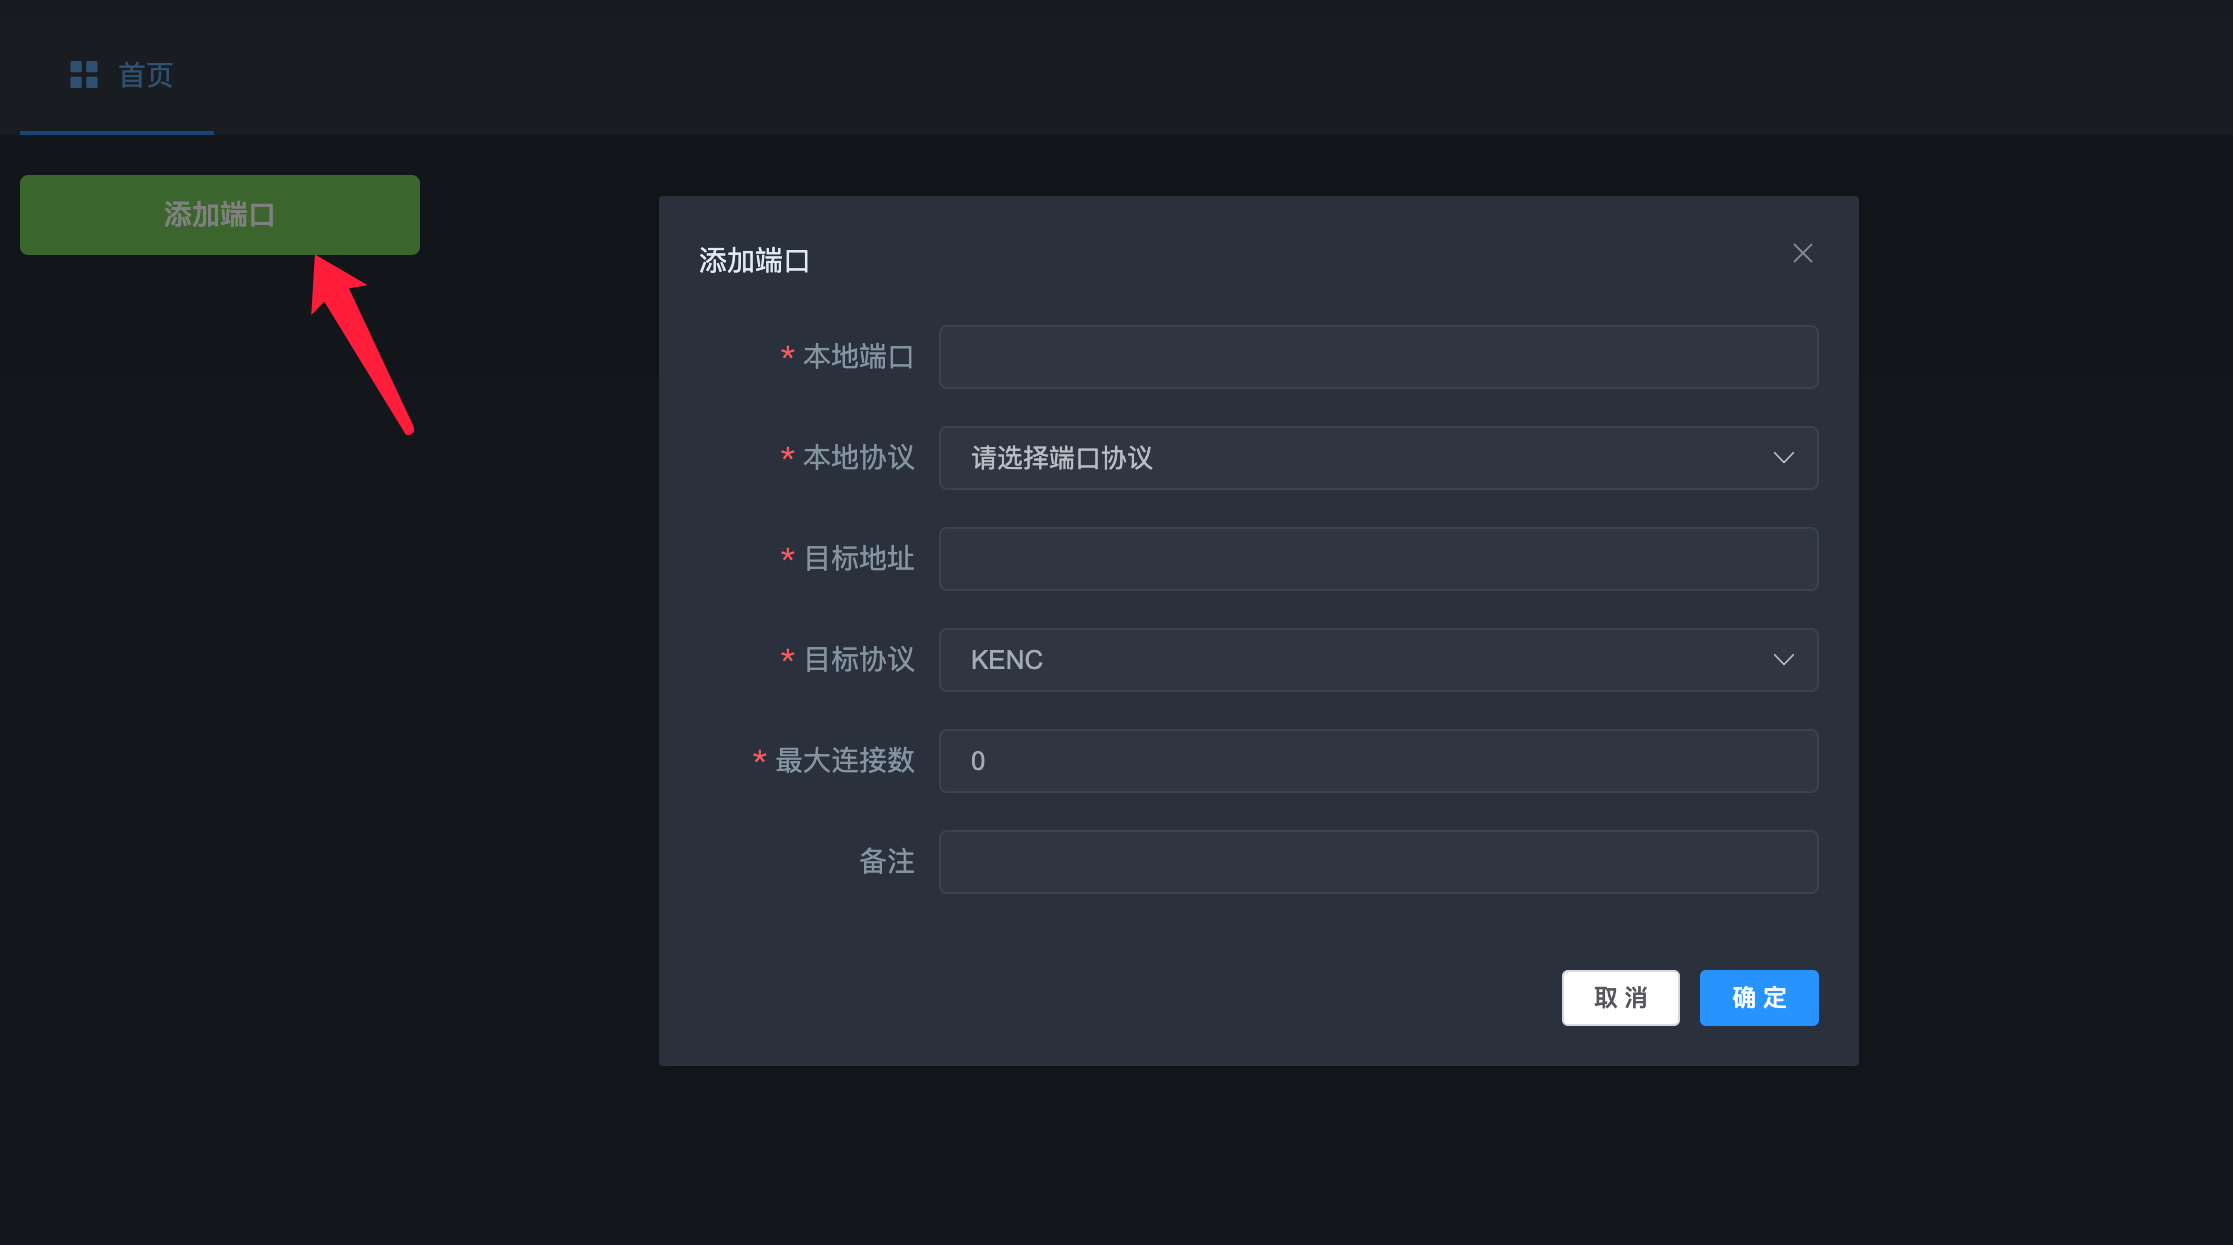 首页
添加端口
添加端口
* 本地端口
* 本地协议 请选择端口协议
* 目标地址
* 目标协议 KENC
* 最大连接数 0
备注
取 消 确 定